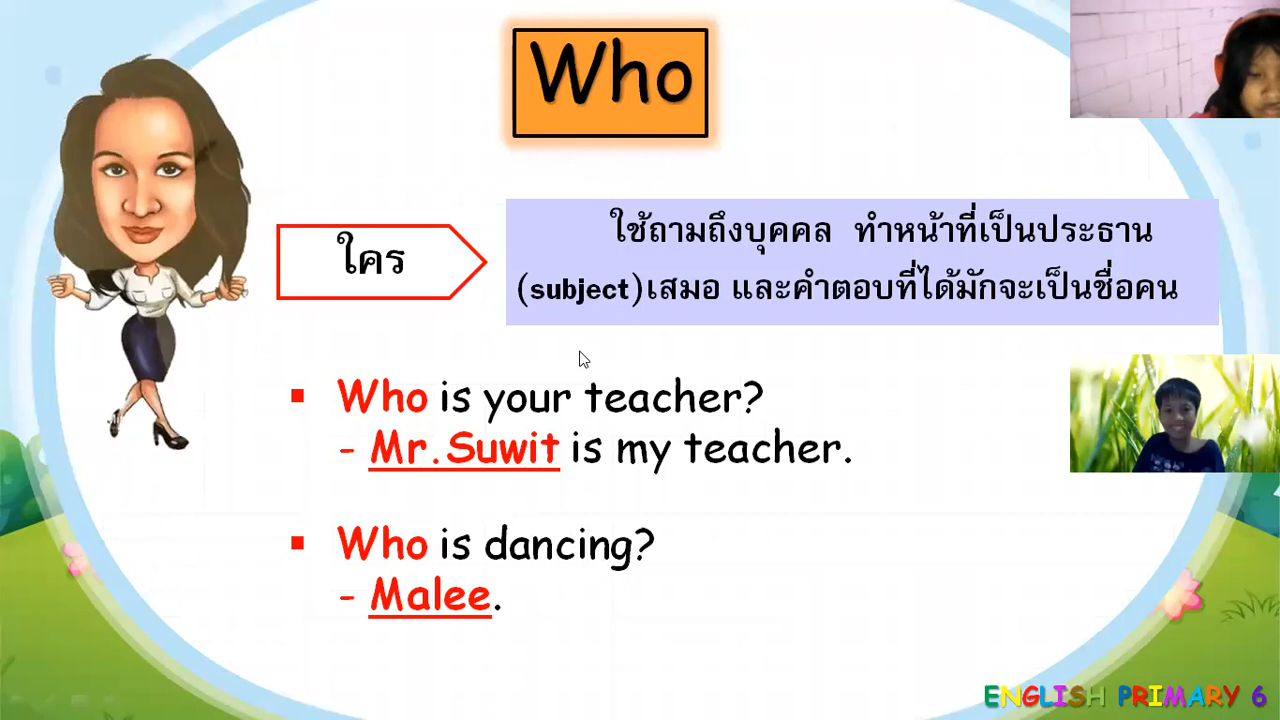 Who
ใคร
ใช้ถามถึงบุคคล ทำหน้าที่เป็นประธาน
(subject)เสมอ และคำตอบที่ได้มักจะเป็นชื่อคน
▪ Who is your teacher?
- Mr.Suwit is my teacher.
▪ Who is dancing?
- Malee.
ENGLISH PRIMARY 6